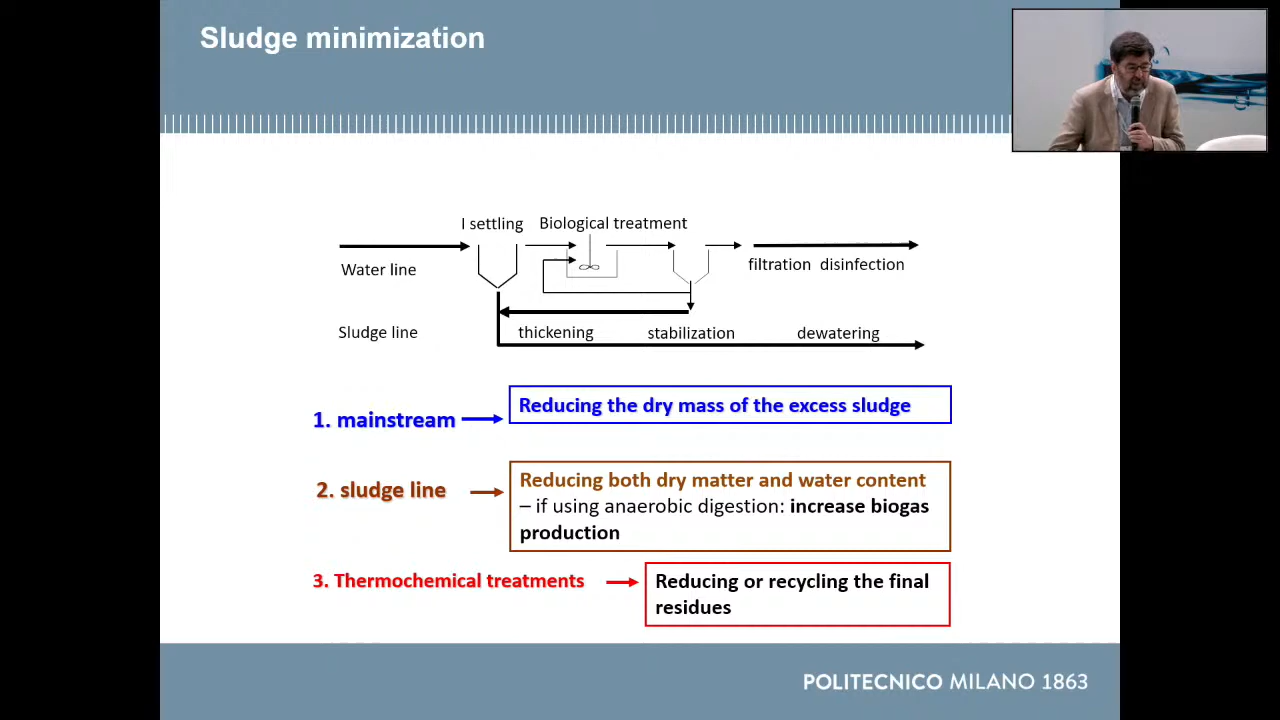 Sludge minimization
I settling
Biological treatment
Water line
filtration disinfection
Sludge line
thickening
stabilization
dewatering
1. mainstream
Reducing the dry mass of the excess sludge
2. sludge line
Reducing both dry matter and water content
– if using anaerobic digestion: increase biogas
production
3. Thermochemical treatments
Reducing or recycling the final
residues
POLITECNICO MILANO 1863